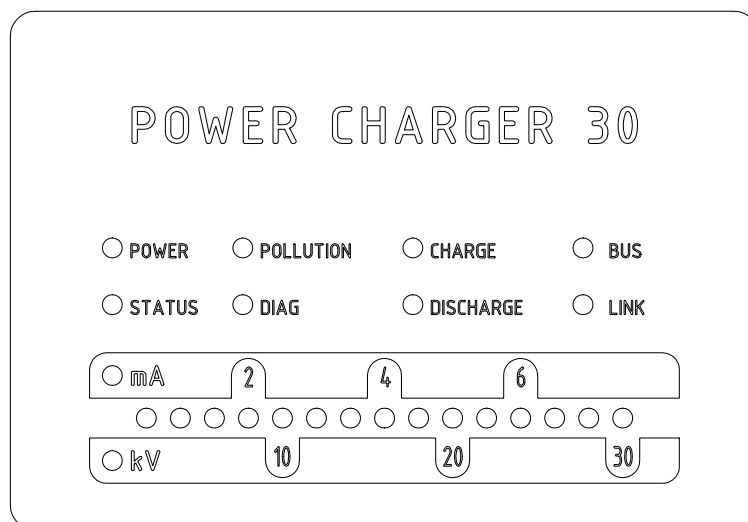 POWER CHARGER 30
POWER POLLUTION CHARGE BUS
STATUS DIAG DISCHARGE LINK
mA 2 4 6
kV 10 20 30